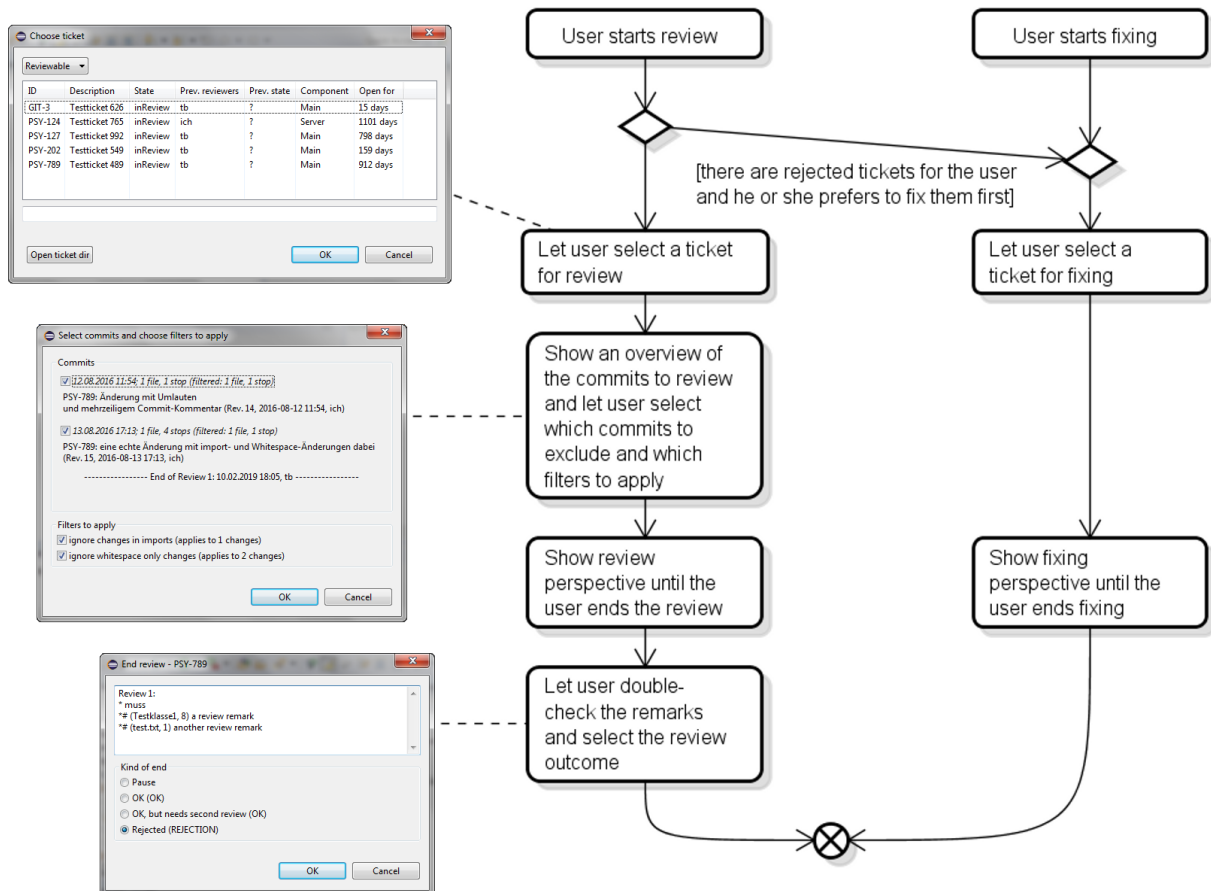 Choose ticket
Reviewable
ID Description State Prev. reviewers Prev. state Component Open for
GIT-3 Testticket 626 inReview tb ? Main 15 days
PSY-124 Testticket 765 inReview ich ? Server 1101 days
PSY-127 Testticket 992 inReview tb ? Main 798 days
PSY-202 Testticket 549 inReview tb ? Main 159 days
PSY-789 Testticket 489 inReview tb ? Main 912 days
Open ticket dir OK Cancel
Select commits and choose filters to apply
Commits
12.08.2016 11:54; 1 file, 1 stop (filtered: 1 file, 1 stop)
PSY-789: Änderung mit Umlauten
und mehrzeiligem Commit-Kommentar (Rev. 14, 2016-08-12 11:54, ich)
13.08.2016 17:13; 1 file, 4 stops (filtered: 1 file, 1 stop)
PSY-789: eine echte Änderung mit import- und Whitespace-Änderungen dabei
(Rev. 15, 2016-08-13 17:13, ich)
----------------- End of Review 1: 10.02.2019 18:05, tb -----------------
Filters to apply
ignore changes in imports (applies to 1 changes)
ignore whitespace only changes (applies to 2 changes)
OK Cancel
End review - PSY-789
Review 1:
* muss
*# (Testklasse1, 8) a review remark
*# (test.txt, 1) another review remark
Kind of end
Pause
OK (OK)
OK, but needs second review (OK)
Rejected (REJECTION)
OK Cancel
User starts review
User starts fixing
[there are rejected tickets for the user
and he or she prefers to fix them first]
Let user select a ticket
for review
Let user select a
ticket for fixing
Show an overview of
the commits to review
and let user select
which commits to
exclude and which
filters to apply
Show review
perspective until the
user ends the review
Show fixing
perspective until the
user ends fixing
Let user double-
check the remarks
and select the review
outcome